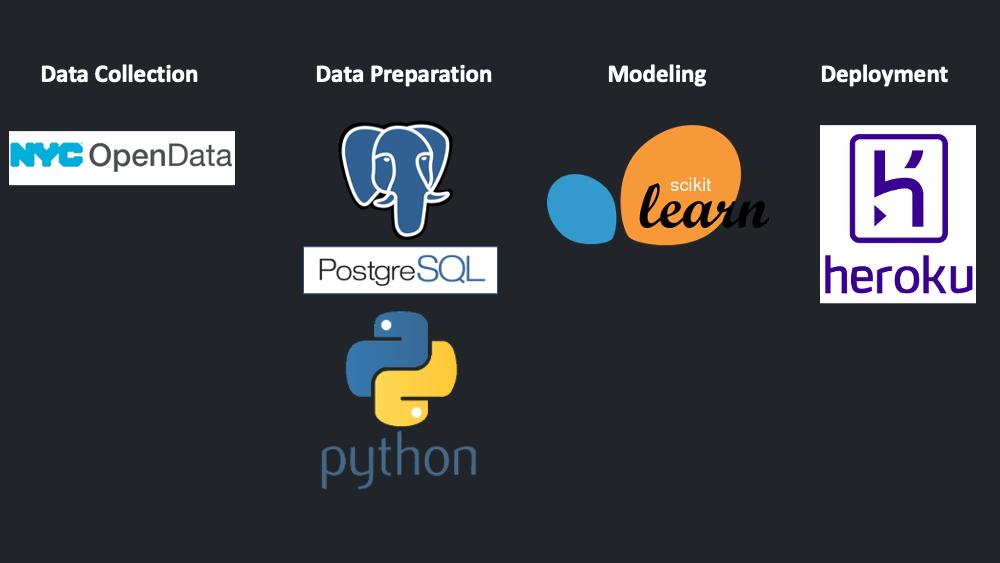 Data Collection
Data Preparation
Modeling
Deployment
NYC OpenData
PostgreSQL
python
scikit
learn
heroku